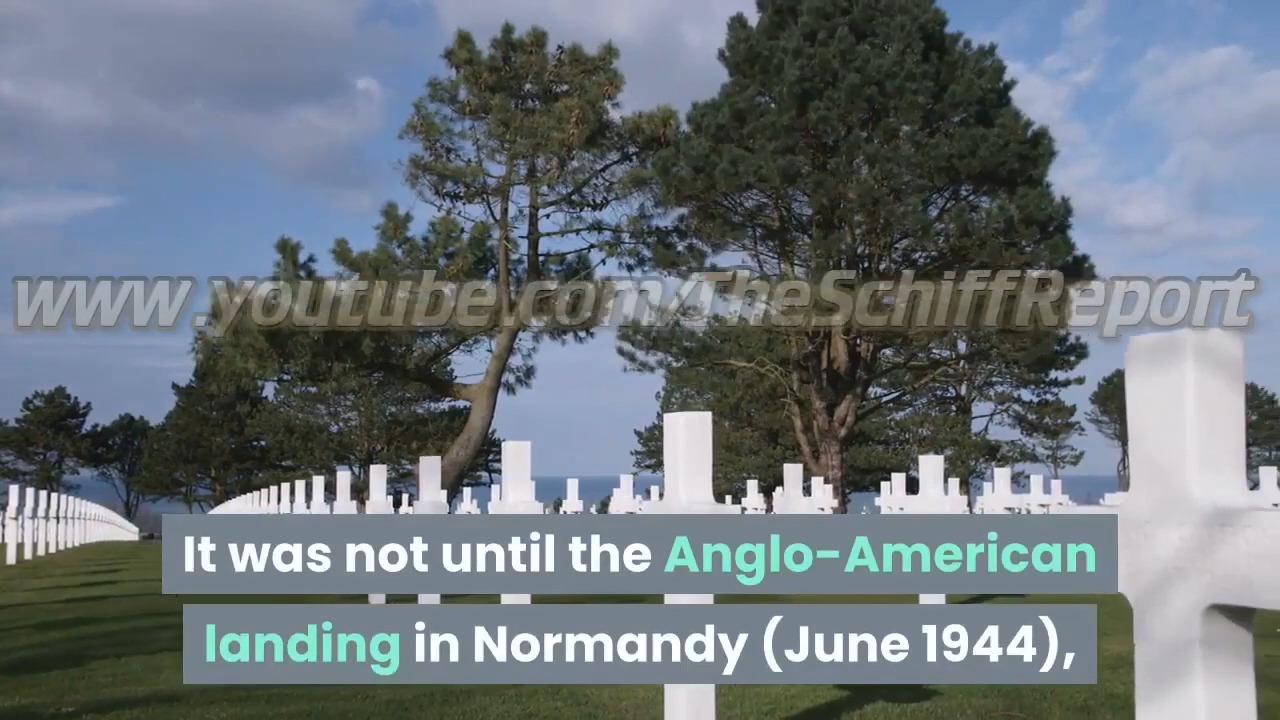 www.youtube.com/TheSchiffReport
It was not until the Anglo-American
landing in Normandy (June 1944),